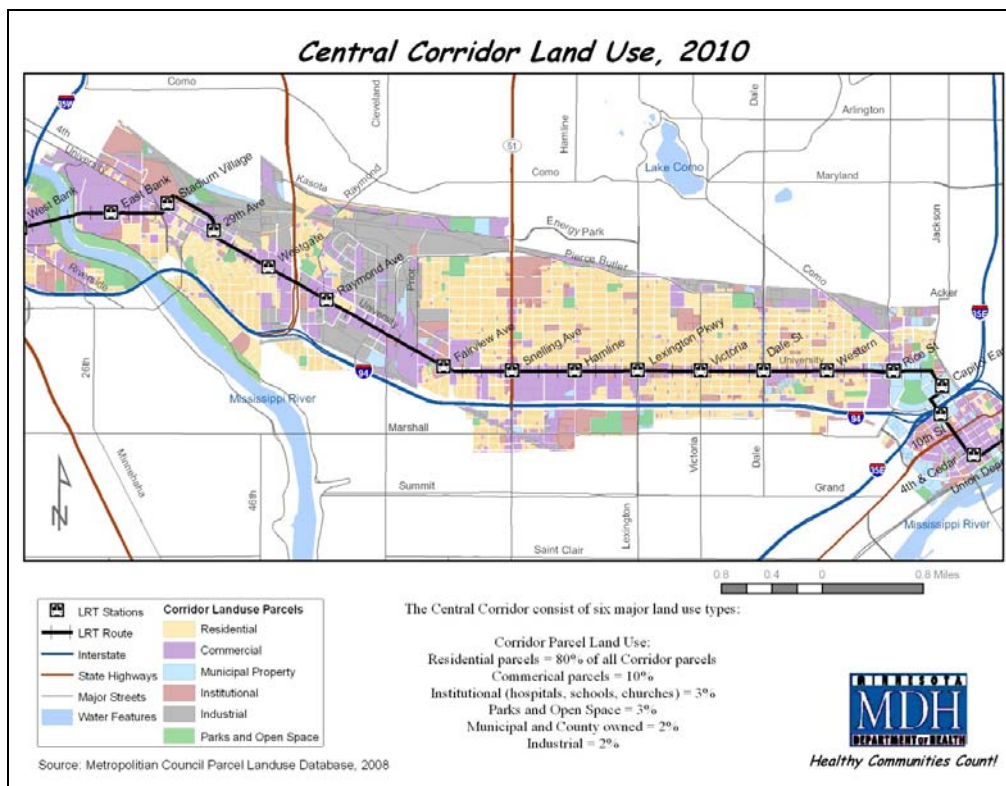 Central Corridor Land Use, 2010
Como
Cleveland
Hamline
Dale
Arlington
35W
4th
University
51
Raymond
Kasota
Lake Como
Como
Maryland
West Bank
East Bank
Stadium Village
29th Ave
Westgate
Raymond Ave
University
Prior
Energy Park
Pierce Butler
Como
Jackson
Acker
35E
Riverside
26th
Fairview Ave
Snelling Ave
Hamline
Lexington Pkwy
Victoria
Dale St
University
Western
Rice St
Capitol Ea
94
94
Mississippi River
Marshall
10th St
Minnehaha
46th
Summit
Lexington
Victoria
Dale
Grand
35E
4th & Cedar
Union Dep
Mississippi River
Saint Clair
N
0.8 0.4 0 0.8 Miles
LRT Stations
LRT Route
Interstate
State Highways
Major Streets
Water Features
Corridor Landuse Parcels
Residential
Commercial
Municipal Property
Institutional
Industrial
Parks and Open Space
The Central Corridor consist of six major land use types:
Corridor Parcel Land Use:
Residential parcels = 80% of all Corridor parcels
Commerical parcels = 10%
Institutional (hospitals, schools, churches) = 3%
Parks and Open Space = 3%
Municipal and County owned = 2%
Industrial = 2%
MINNESOTA
MDH
DEPARTMENT OF HEALTH
Healthy Communities Count!
Source: Metropolitan Council Parcel Landuse Database, 2008